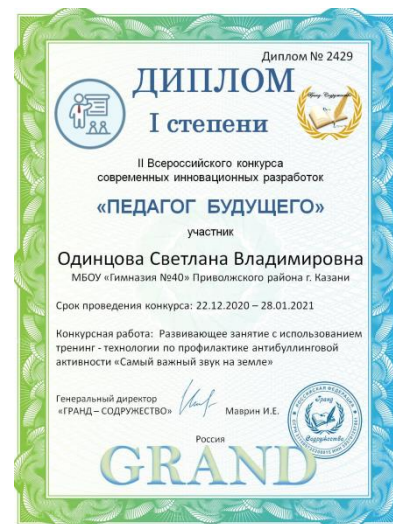 Диплом № 2429
ДИПЛОМ
I степени
II Всероссийского конкурса
современных инновационных разработок
«ПЕДАГОГ БУДУЩЕГО»
участник
Одинцова Светлана Владимировна
МБОУ «Гимназия №40» Приволжского района г. Казани
Срок проведения конкурса: 22.12.2020 – 28.01.2021
Конкурсная работа: Развивающее занятие с использованием
тренинг - технологии по профилактике антибуллинговой
активности «Самый важный звук на земле»
Генеральный директор
«ГРАНД – СОДРУЖЕСТВО» Маврин И.Е.
Россия
GRAND